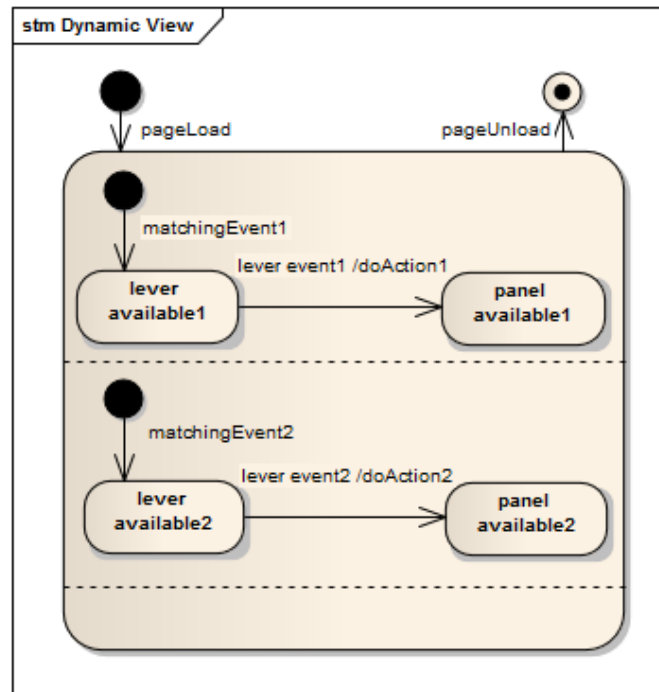 stm Dynamic View
pageLoad
pageUnload
matchingEvent1
lever event1 /doAction1
lever
available1
panel
available1
matchingEvent2
lever event2 /doAction2
lever
available2
panel
available2